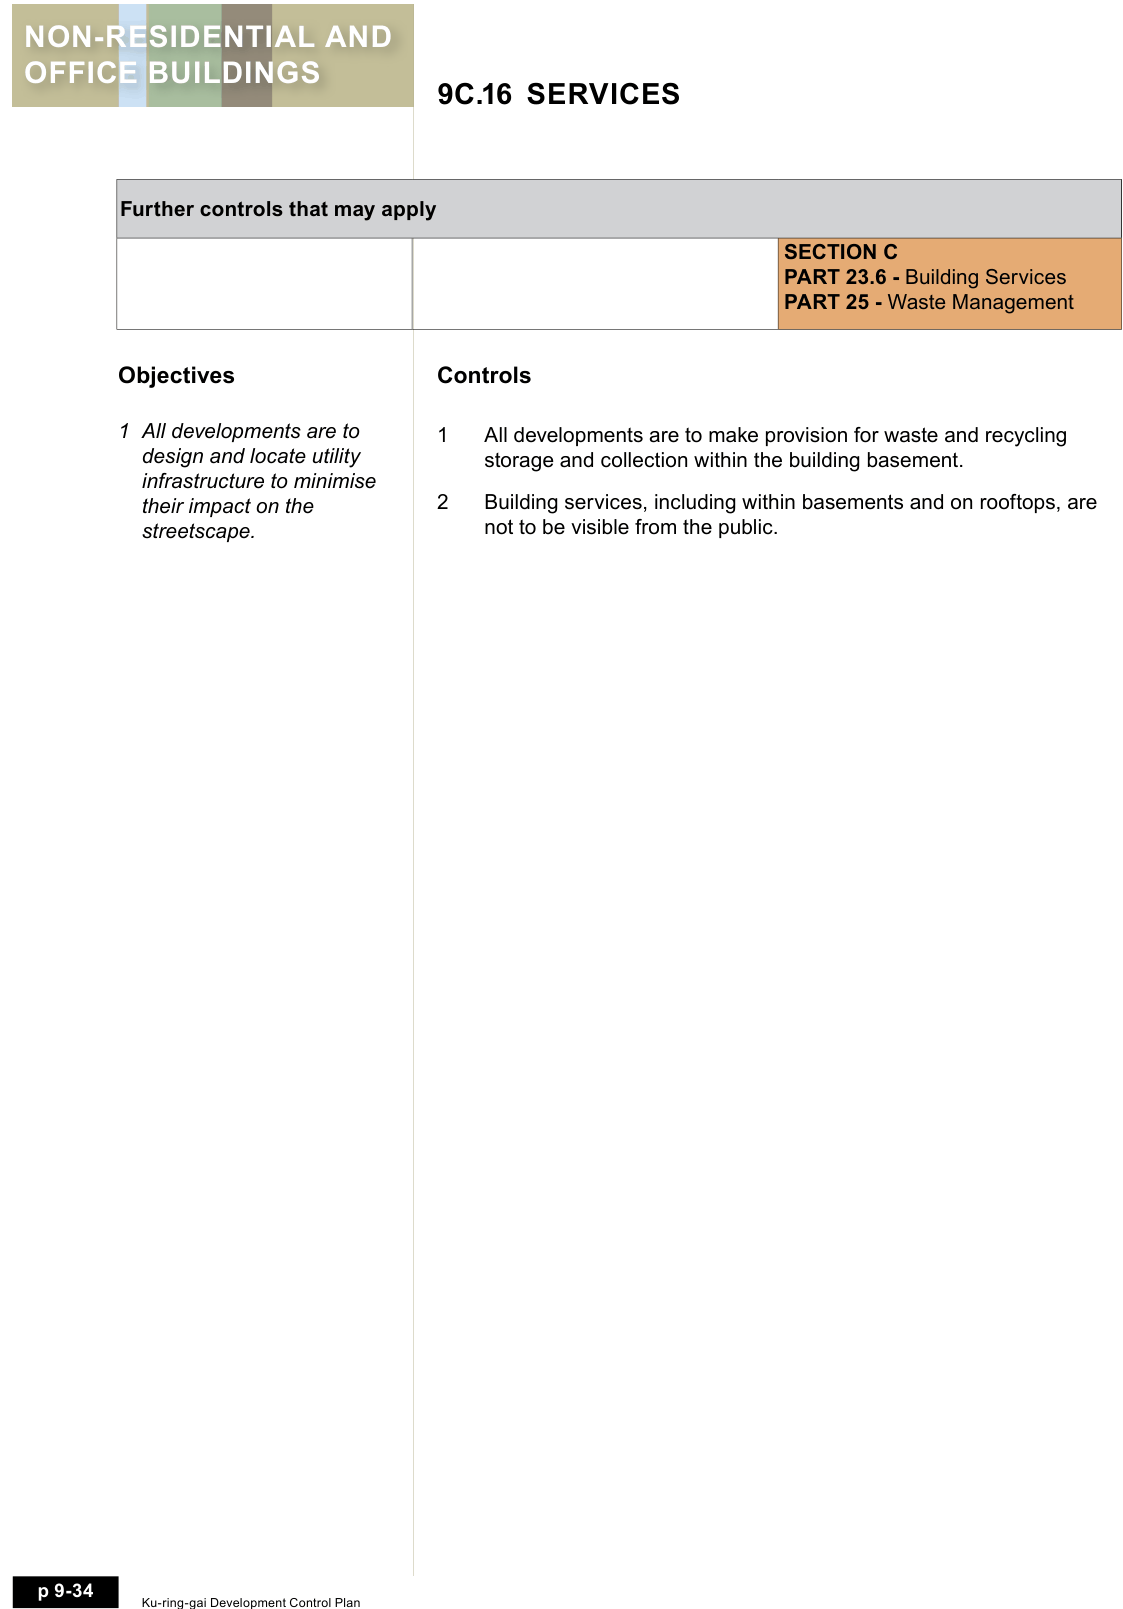 NON-RESIDENTIAL AND
OFFICE BUILDINGS
9C.16 SERVICES
Further controls that may apply
SECTION C
PART 23.6 - Building Services
PART 25 - Waste Management
Objectives
1 All developments are to
design and locate utility
infrastructure to minimise
their impact on the
streetscape.
Controls
1 All developments are to make provision for waste and recycling
storage and collection within the building basement.
2 Building services, including within basements and on rooftops, are
not to be visible from the public.
p 9-34
Ku-ring-gai Development Control Plan